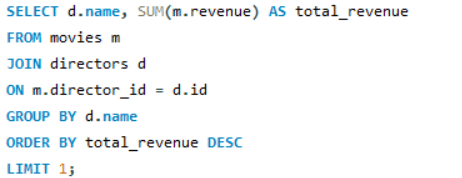 SELECT d.name, SUM(m.revenue) AS total_revenue
FROM movies m
JOIN directors d
ON m.director_id = d.id
GROUP BY d.name
ORDER BY total_revenue DESC
LIMIT 1;